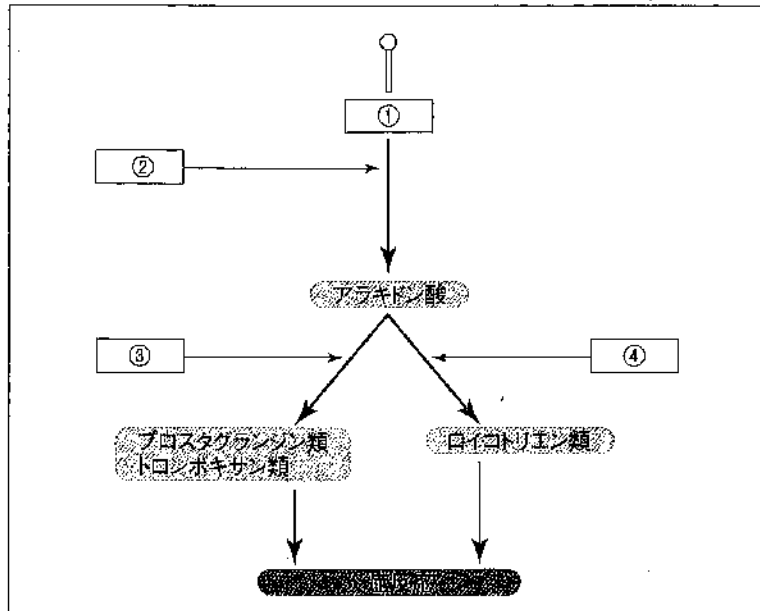 ①
②
アラキドン酸
③
④
プロスタグランジン類
トロンボキサン類
ロイコトリエン類